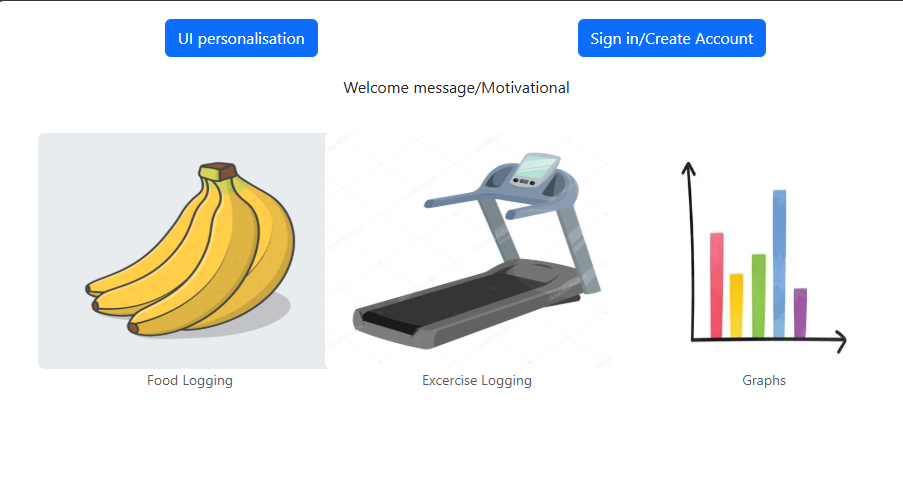 UI personalisation
Sign in/Create Account
Welcome message/Motivational
Food Logging
Excercise Logging
Graphs